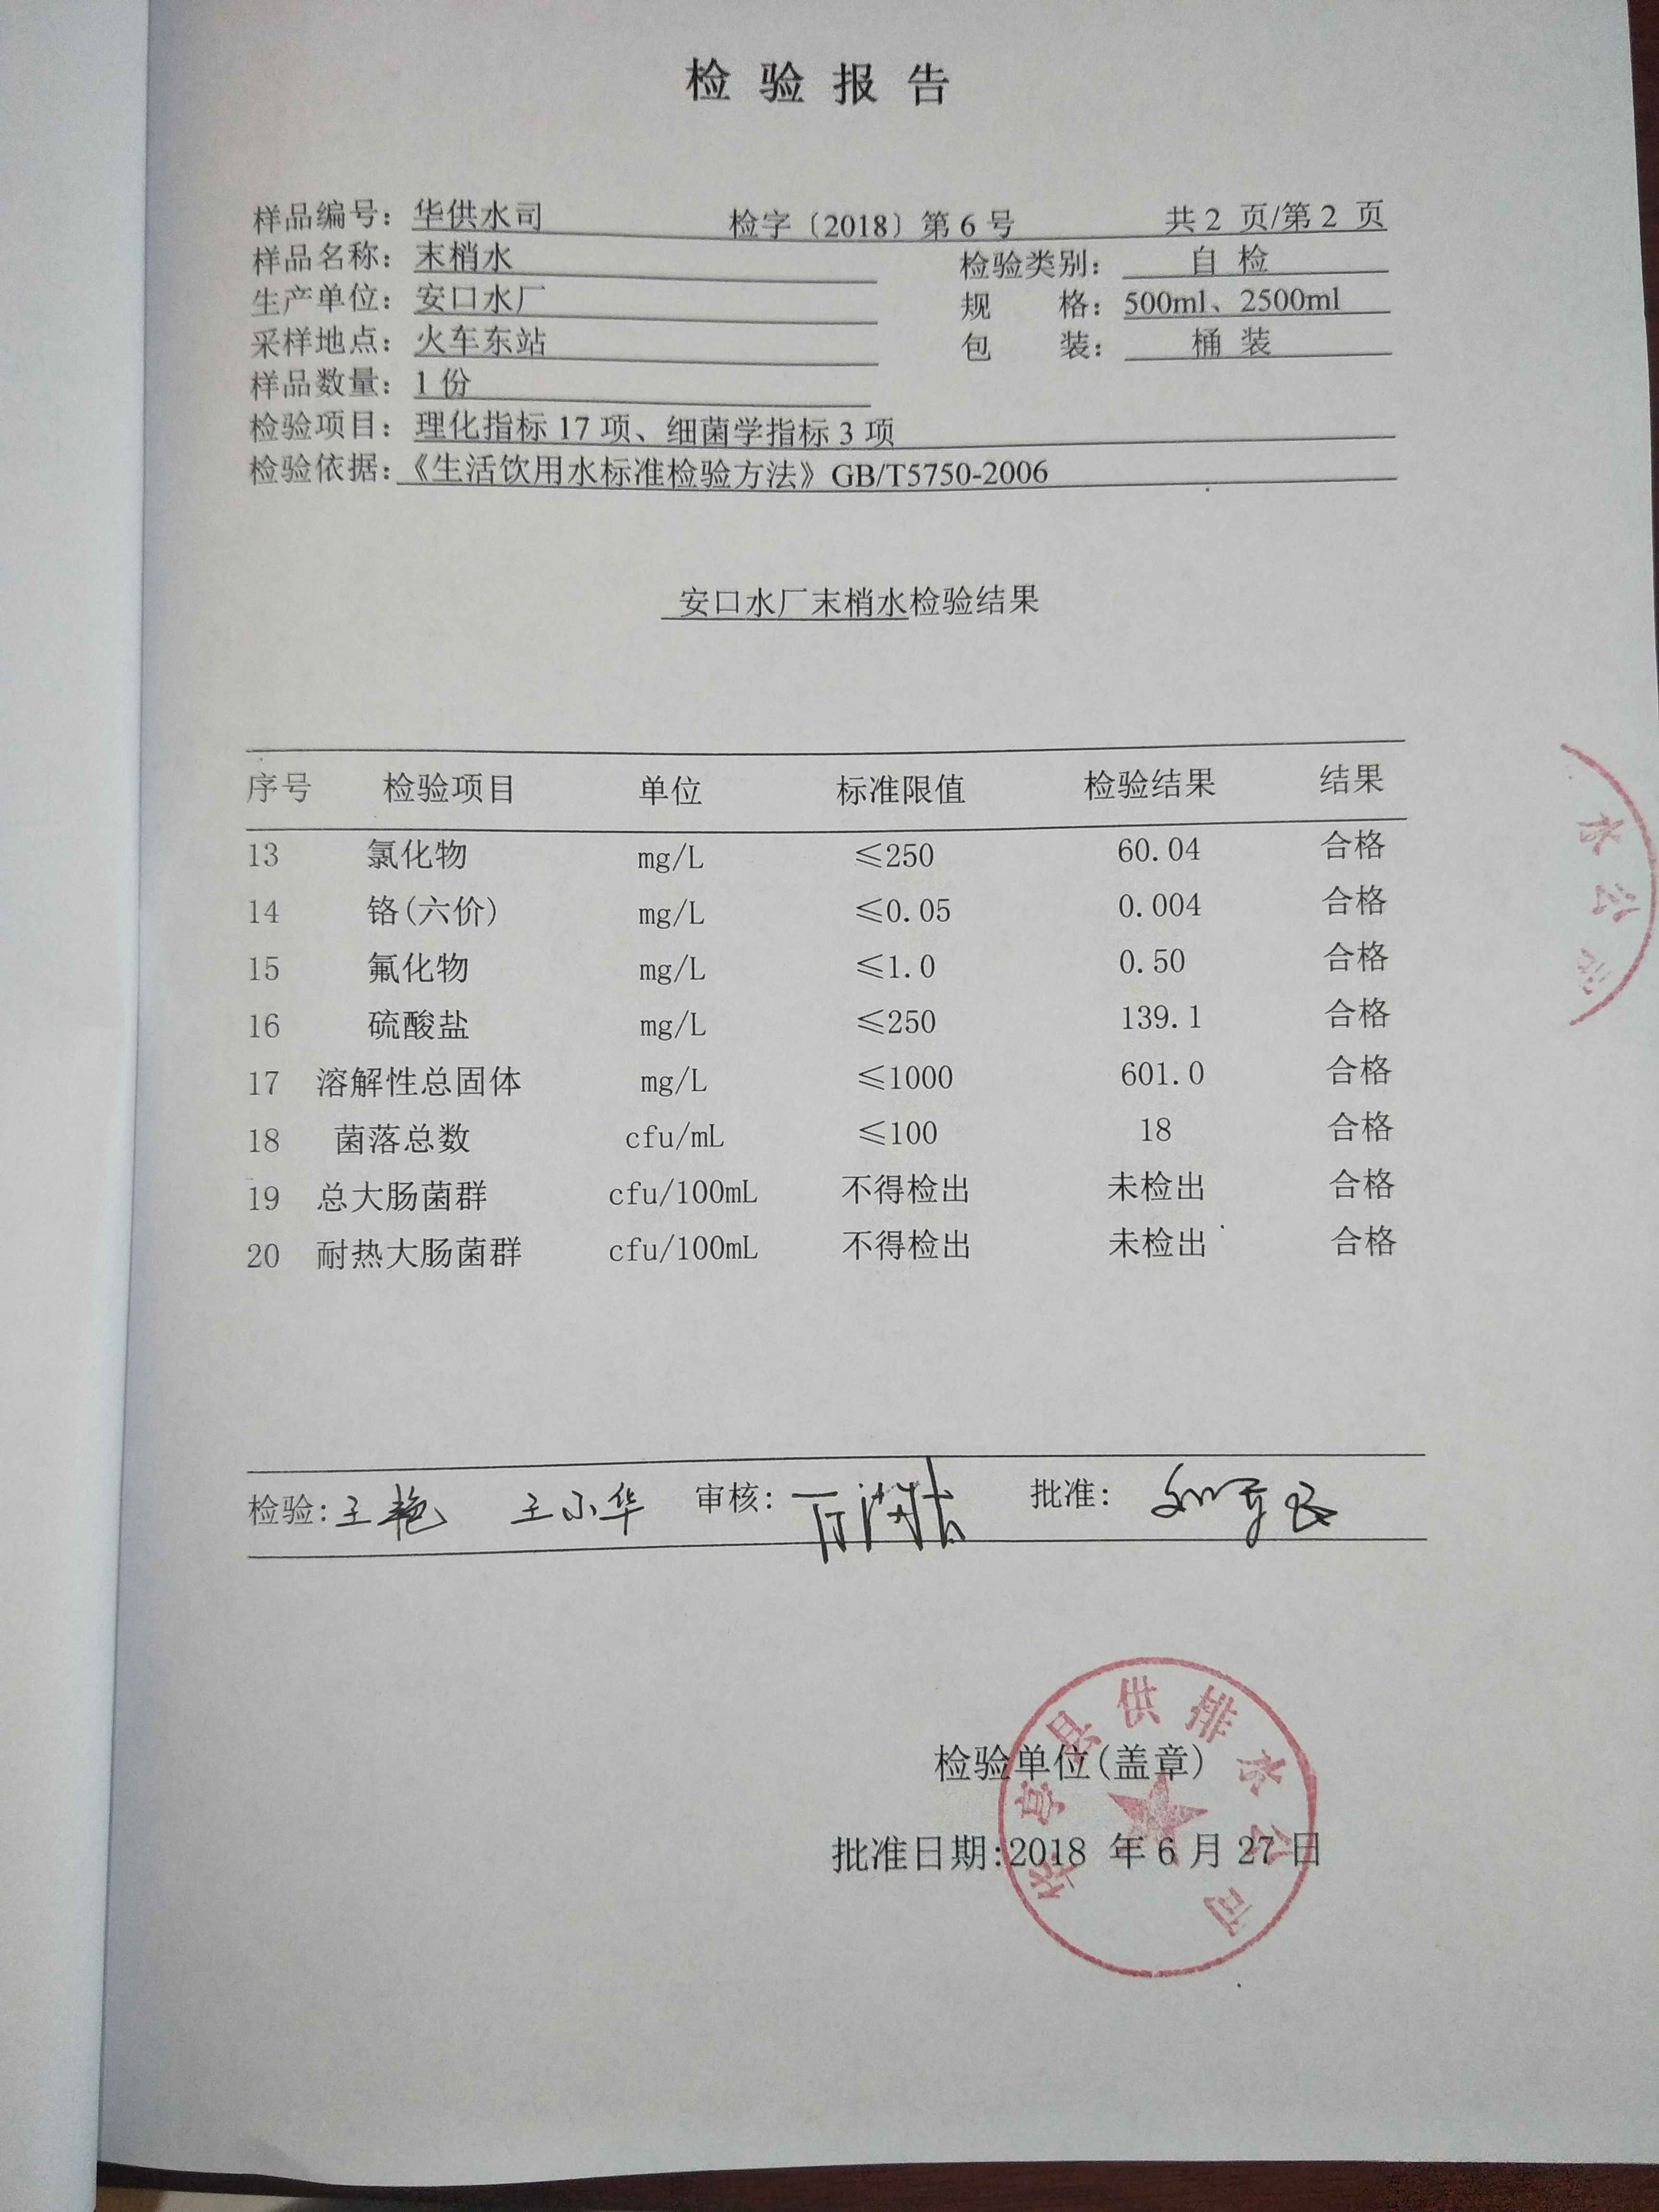 检验报告
样品编号：华供水司 检字〔2018〕第6号 共2 页/第2 页
样品名称：末梢水 检验类别：自 检
生产单位：安口水厂 规 格：500ml、2500ml
采样地点：火车东站 包 装：桶 装
样品数量：1份
检验项目：理化指标17项、细菌学指标3项
检验依据：《生活饮用水标准检验方法》GB/T5750-2006
安口水厂末梢水检验结果
序号 检验项目 单位 标准限值 检验结果 结果
13 氯化物 mg/L ≤250 60.04 合格
14 铬(六价) mg/L ≤0.05 0.004 合格
15 氟化物 mg/L ≤1.0 0.50 合格
16 硫酸盐 mg/L ≤250 139.1 合格
17 溶解性总固体 mg/L ≤1000 601.0 合格
18 菌落总数 cfu/mL ≤100 18 合格
19 总大肠菌群 cfu/100mL 不得检出 未检出 合格
20 耐热大肠菌群 cfu/100mL 不得检出 未检出 合格
水公司
检验:王艳 王小华 审核: 批准:
检验单位(盖章)
批准日期:2018 年6月27日
华亭县供排水公司